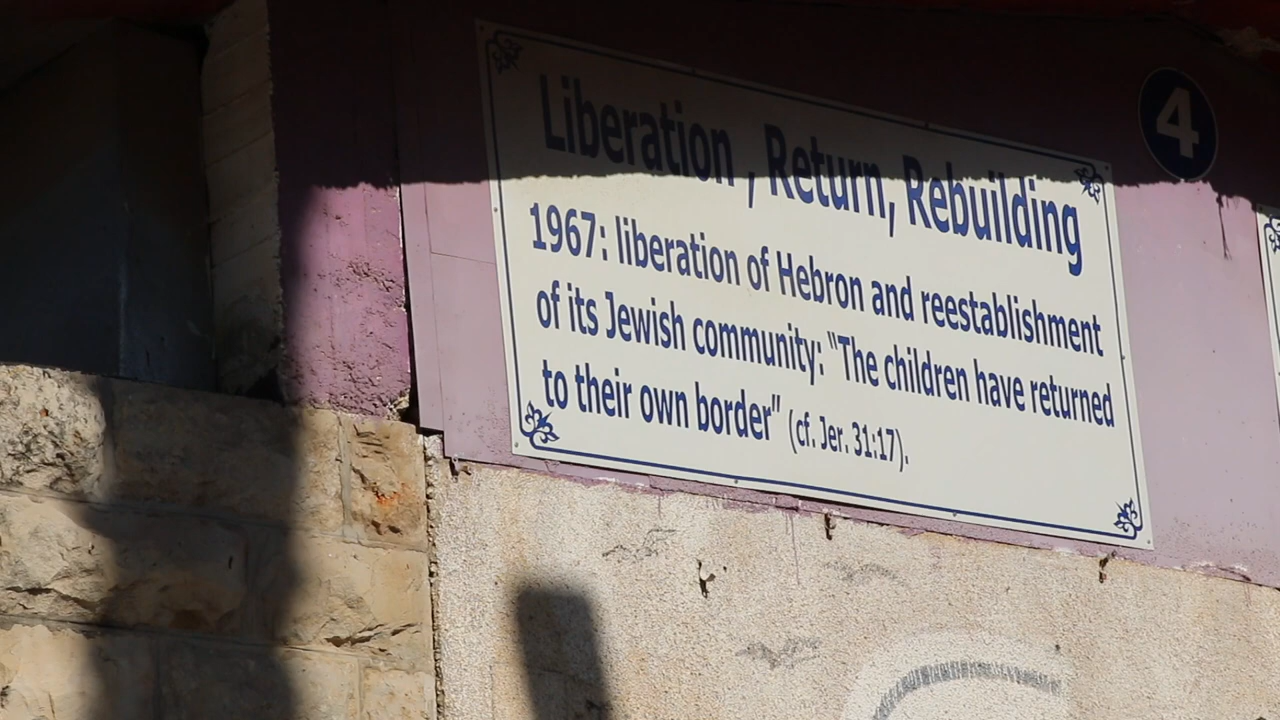 Liberation , Return, Rebuilding
1967: liberation of Hebron and reestablishment
of its Jewish community: “The children have returned
to their own border” (cf. Jer. 31:17).
4